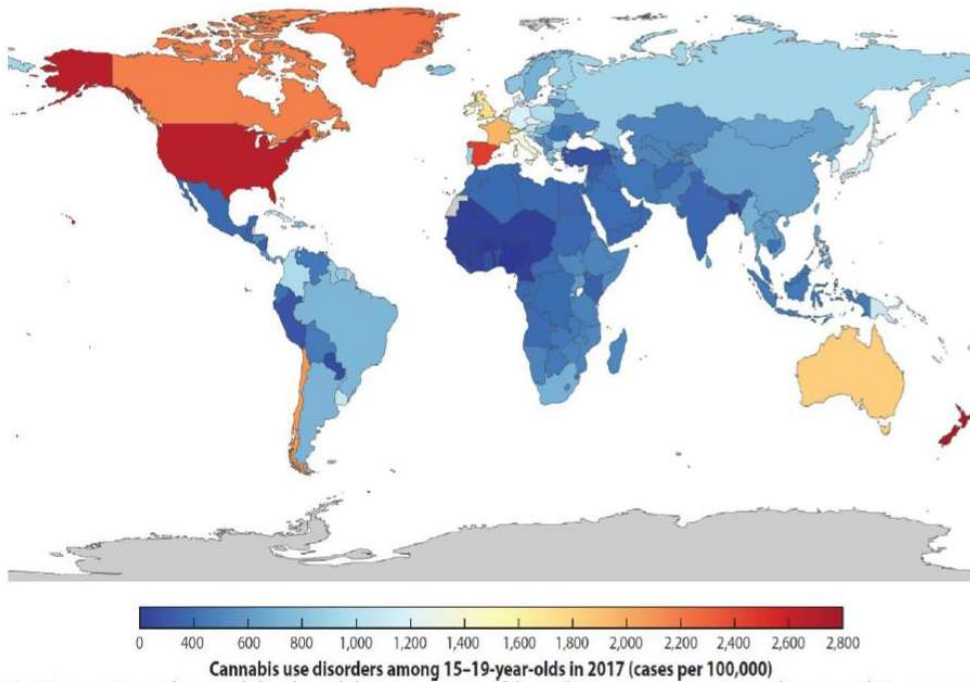 0 400 600 800 1,000 1,200 1,400 1,600 1,800 2,000 2,200 2,400 2,600 2,800
Cannabis use disorders among 15–19-year-olds in 2017 (cases per 100,000)